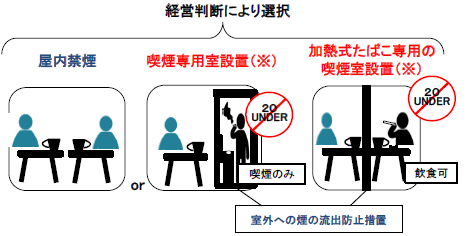 経営判断により選択
屋内禁煙
喫煙専用室設置(※)
加熱式たばこ専用の
喫煙室設置(※)
20
UNDER
20
UNDER
or
喫煙のみ
飲食可
室外への煙の流出防止措置